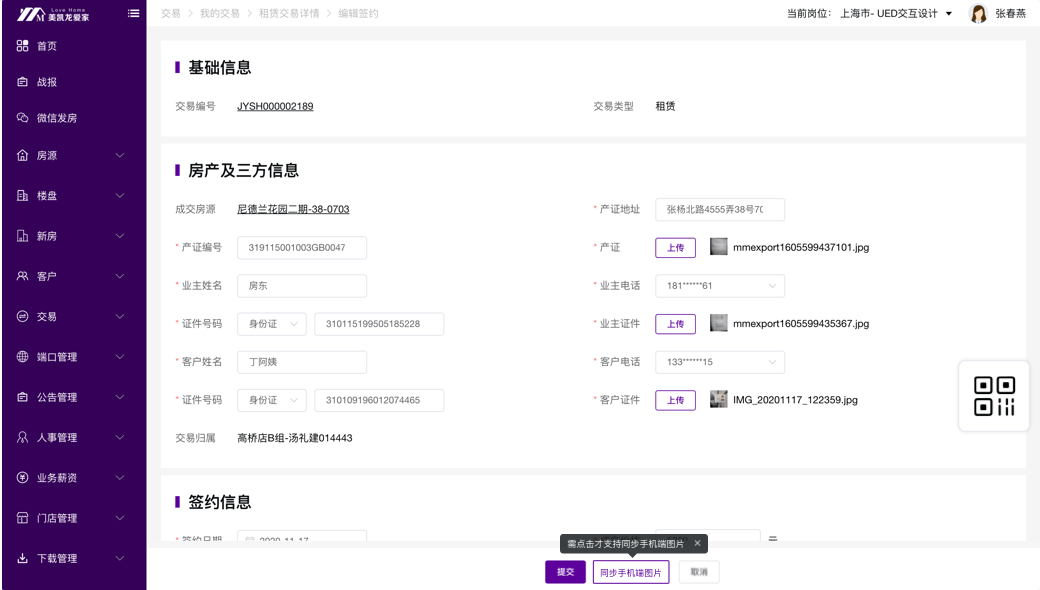 Love Home
美凯龙爱家
交易 > 我的交易 > 租赁交易详情 > 编辑签约
当前岗位： 上海市- UED交互设计
张春燕
首页
战报
微信发房
房源
楼盘
新房
客户
交易
端口管理
公告管理
人事管理
业务薪资
门店管理
下载管理
基础信息
交易编号 JYSH000002189
交易类型 租赁
房产及三方信息
成交房源 尼德兰花园二期-38-0703
* 产证地址 张杨北路4555弄38号70
* 产证编号 319115001003GB0047
* 产证 上传 mmexport1605599437101.jpg
* 业主姓名 房东
* 业主电话 181******61
* 证件号码 身份证 310115199505185228
* 业主证件 上传 mmexport1605599435367.jpg
* 客户姓名 丁阿姨
* 客户电话 133******15
* 证件号码 身份证 310109196012074465
* 客户证件 上传 IMG_20201117_122359.jpg
交易归属 高桥店B组-汤礼建014443
签约信息
* 签约日期 2020-11-17
需点击才支持同步手机端图片 ×
提交 同步手机端图片 取消